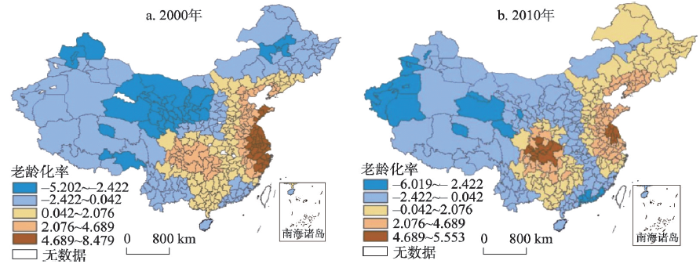 a. 2000年
老龄化率
−5.202~−2.422
−2.422~0.042
0.042~2.076
2.076~4.689
4.689~8.479
无数据
0 800 km
南海诸岛
b. 2010年
老龄化率
−6.019~−2.422
−2.422~−0.042
−0.042~2.076
2.076~4.689
4.689~5.553
无数据
0 800 km
南海诸岛